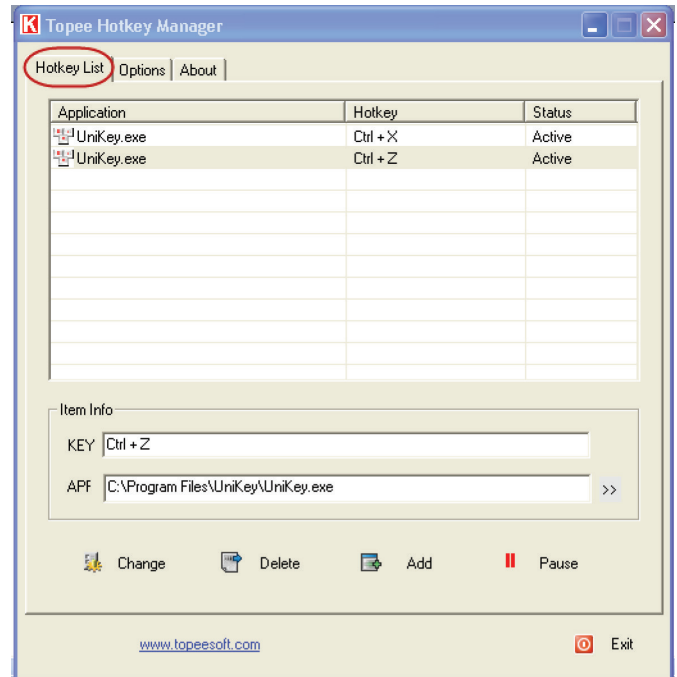 K Topee Hotkey Manager
Hotkey List Options About
Application Hotkey Status
UniKey.exe Ctrl + X Active
UniKey.exe Ctrl + Z Active
Item Info
KEY Ctrl + Z
APF C:\Program Files\UniKey\UniKey.exe >>
Change Delete Add Pause
www.topeesoft.com Exit